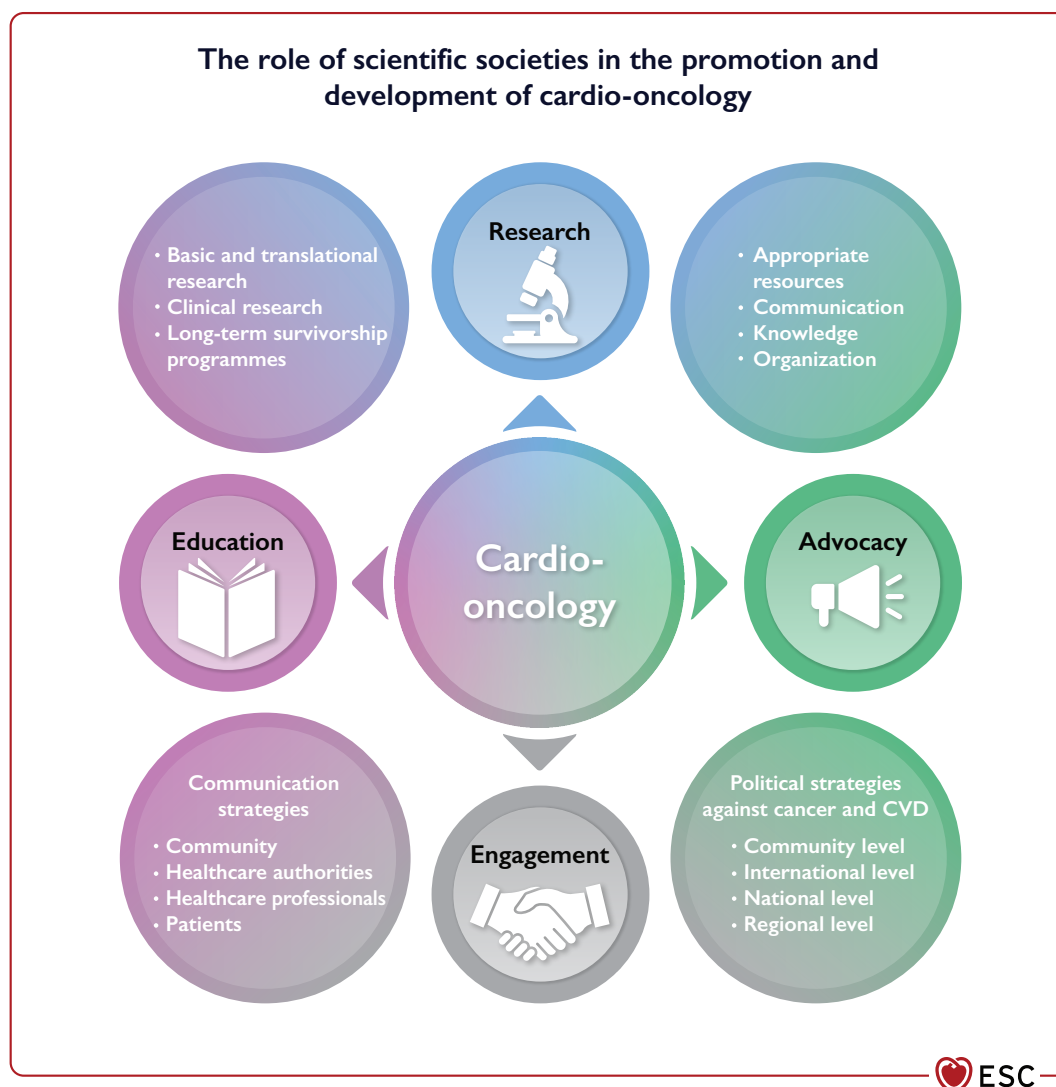 The role of scientific societies in the promotion and
development of cardio-oncology
• Basic and translational
research
• Clinical research
• Long-term survivorship
programmes
Research
• Appropriate
resources
• Communication
• Knowledge
• Organization
Education
Cardio-
oncology
Advocacy
Communication
strategies
• Community
• Healthcare authorities
• Healthcare professionals
• Patients
Engagement
Political strategies
against cancer and CVD
• Community level
• International level
• National level
• Regional level
ESC